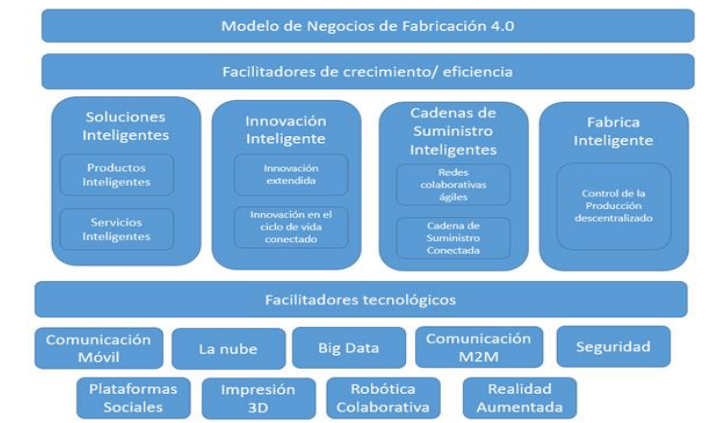 Modelo de Negocios de Fabricación 4.0
Facilitadores de crecimiento/ eficiencia
Soluciones
Inteligentes
Productos
Inteligentes
Servicios
Inteligentes
Innovación
Inteligente
Innovación
extendida
Innovación en el
ciclo de vida
conectado
Cadenas de
Suministro
Inteligentes
Redes
colaborativas
ágiles
Cadena de
Suministro
Conectada
Fabrica
Inteligente
Control de la
Producción
descentralizado
Facilitadores tecnológicos
Comunicación
Móvil
La nube
Big Data
Comunicación
M2M
Seguridad
Plataformas
Sociales
Impresión
3D
Robótica
Colaborativa
Realidad
Aumentada